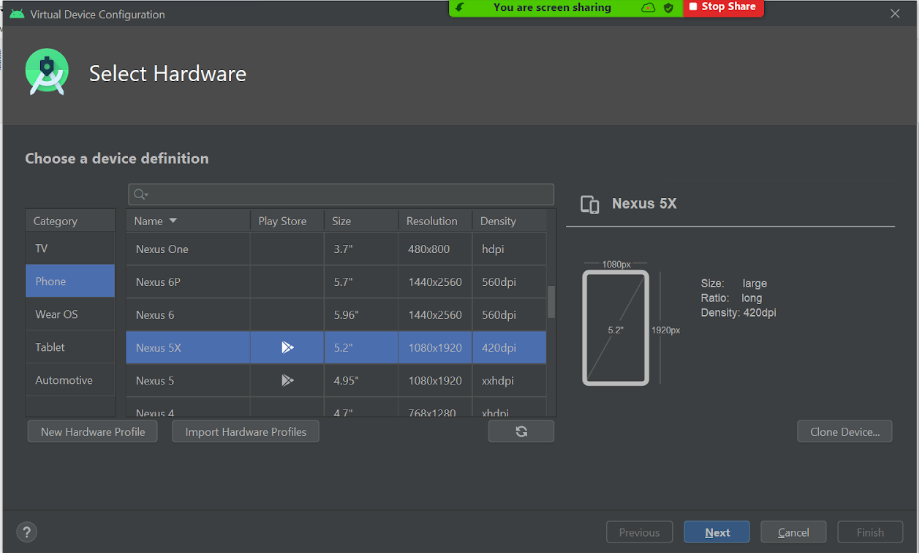 Virtual Device Configuration
You are screen sharing
Stop Share
Select Hardware
Choose a device definition
Category
TV
Phone
Wear OS
Tablet
Automotive
Name Play Store Size Resolution Density
Nexus One 3.7" 480x800 hdpi
Nexus 6P 5.7" 1440x2560 560dpi
Nexus 6 5.96" 1440x2560 560dpi
Nexus 5X 5.2" 1080x1920 420dpi
Nexus 5 4.95" 1080x1920 xxhdpi
Nexus 4 4.7" 768x1280 xhdpi
New Hardware Profile
Import Hardware Profiles
Nexus 5X
1080px
5.2"
1920px
Size: large
Ratio: long
Density: 420dpi
Clone Device...
?
Previous
Next
Cancel
Finish